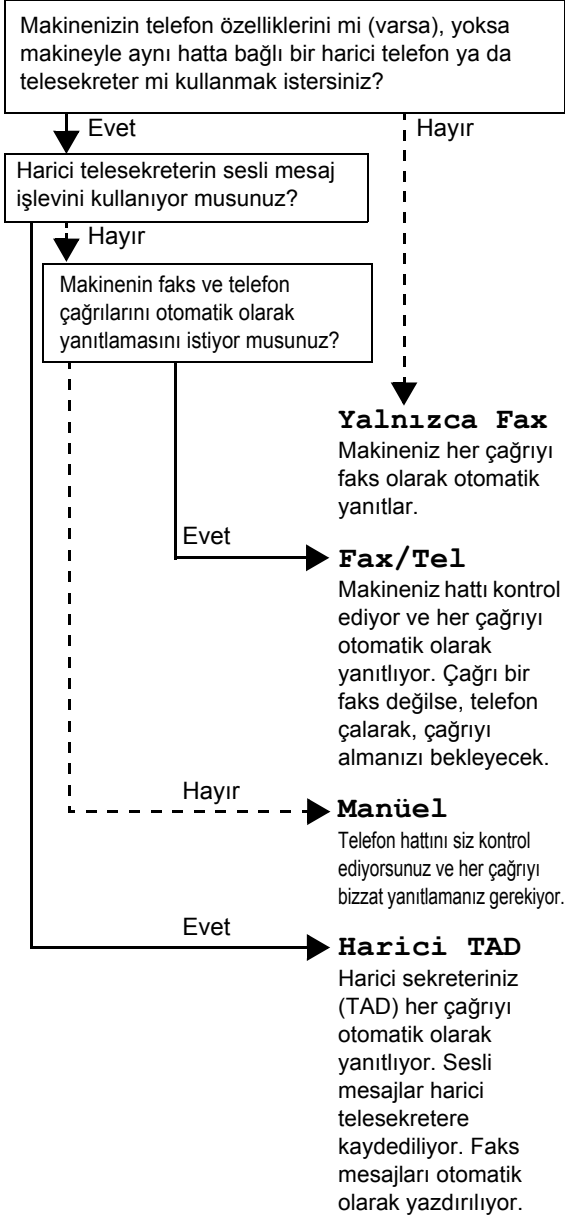 Makinenizin telefon özelliklerini mi (varsa), yoksa
makineyle aynı hatta bağlı bir harici telefon ya da
telesekreter mi kullanmak istersiniz?
Evet
Hayır
Harici telesekreterin sesli mesaj
işlevini kullanıyor musunuz?
Hayır
Makinenin faks ve telefon
çağrılarını otomatik olarak
yanıtlamasını istiyor musunuz?
Yalnızca Fax
Makineniz her çağrıyı
faks olarak otomatik
yanıtlar.
Evet
Fax/Tel
Makineniz hattı kontrol
ediyor ve her çağrıyı
otomatik olarak
yanıtlıyor. Çağrı bir
faks değilse, telefon
çalarak, çağrıyı
almanızı bekleyecek.
Hayır
Manüel
Telefon hattını siz kontrol
ediyorsunuz ve her çağrıyı
bizzat yanıtlamanız gerekiyor.
Evet
Harici TAD
Harici sekreteriniz
(TAD) her çağrıyı
otomatik olarak
yanıtlıyor. Sesli
mesajlar harici
telesekretere
kaydediliyor. Faks
mesajları otomatik
olarak yazdırılıyor.